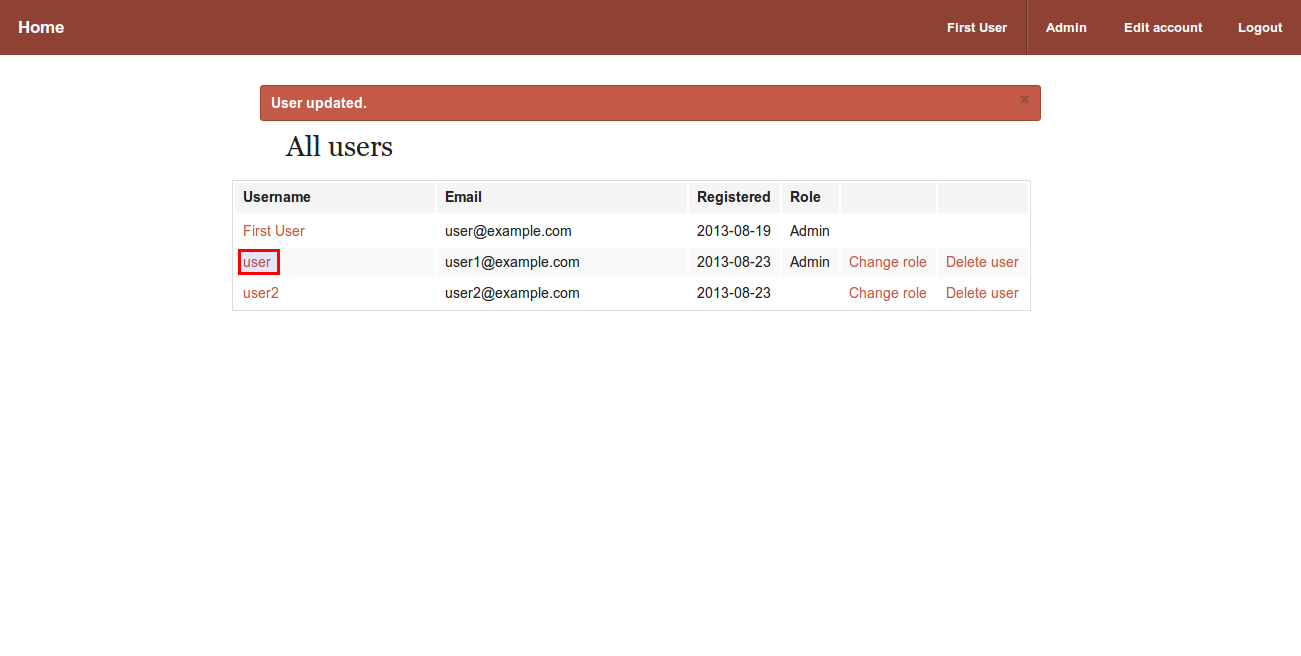 Home First User Admin Edit account Logout
User updated. ×
All users
Username Email Registered Role
First User user@example.com 2013-08-19 Admin
user user1@example.com 2013-08-23 Admin Change role Delete user
user2 user2@example.com 2013-08-23 Change role Delete user